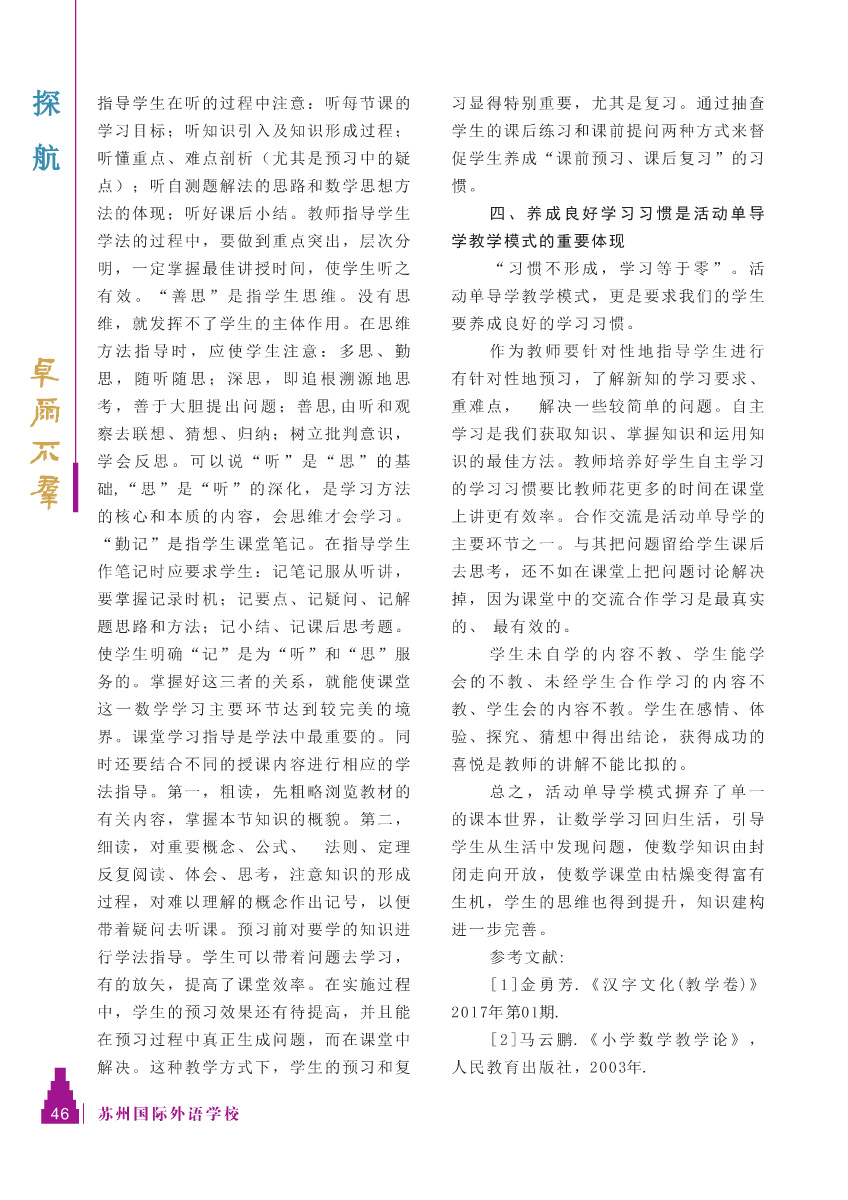 探
航
卓
尔
不
群
指导学生在听的过程中注意：听每节课的
学习目标；听知识引入及知识形成过程；
听懂重点、难点剖析（尤其是预习中的疑
点）；听自测题解法的思路和数学思想方
法的体现；听好课后小结。教师指导学生
学法的过程中，要做到重点突出，层次分
明，一定掌握最佳讲授时间，使学生听之
有效。“善思”是指学生思维。没有思
维，就发挥不了学生的主体作用。在思维
方法指导时，应使学生注意：多思、勤
思，随听随思；深思，即追根溯源地思
考，善于大胆提出问题；善思,由听和观
察去联想、猜想、归纳；树立批判意识，
学会反思。可以说“听”是“思”的基
础,“思”是“听”的深化，是学习方法
的核心和本质的内容，会思维才会学习。
“勤记”是指学生课堂笔记。在指导学生
作笔记时应要求学生：记笔记服从听讲，
要掌握记录时机；记要点、记疑问、记解
题思路和方法；记小结、记课后思考题。
使学生明确“记”是为“听”和“思”服
务的。掌握好这三者的关系，就能使课堂
这一数学学习主要环节达到较完美的境
界。课堂学习指导是学法中最重要的。同
时还要结合不同的授课内容进行相应的学
法指导。第一，粗读，先粗略浏览教材的
有关内容，掌握本节知识的概貌。第二，
细读，对重要概念、公式、　法则、定理
反复阅读、体会、思考，注意知识的形成
过程，对难以理解的概念作出记号，以便
带着疑问去听课。预习前对要学的知识进
行学法指导。学生可以带着问题去学习，
有的放矢，提高了课堂效率。在实施过程
中，学生的预习效果还有待提高，并且能
在预习过程中真正生成问题，而在课堂中
解决。这种教学方式下，学生的预习和复
习显得特别重要，尤其是复习。通过抽查
学生的课后练习和课前提问两种方式来督
促学生养成“课前预习、课后复习”的习
惯。
四、养成良好学习习惯是活动单导
学教学模式的重要体现
“习惯不形成，学习等于零”。活
动单导学教学模式，更是要求我们的学生
要养成良好的学习习惯。
作为教师要针对性地指导学生进行
有针对性地预习，了解新知的学习要求、
重难点，　解决一些较简单的问题。自主
学习是我们获取知识、掌握知识和运用知
识的最佳方法。教师培养好学生自主学习
的学习习惯要比教师花更多的时间在课堂
上讲更有效率。合作交流是活动单导学的
主要环节之一。与其把问题留给学生课后
去思考，还不如在课堂上把问题讨论解决
掉，因为课堂中的交流合作学习是最真实
的、 最有效的。
学生未自学的内容不教、学生能学
会的不教、未经学生合作学习的内容不
教、学生会的内容不教。学生在感情、体
验、探究、猜想中得出结论，获得成功的
喜悦是教师的讲解不能比拟的。
总之，活动单导学模式摒弃了单一
的课本世界，让数学学习回归生活，引导
学生从生活中发现问题，使数学知识由封
闭走向开放，使数学课堂由枯燥变得富有
生机，学生的思维也得到提升，知识建构
进一步完善。
参考文献:
[1]金勇芳.《汉字文化(教学卷)》
2017年第01期.
[2]马云鹏.《小学数学教学论》，
人民教育出版社，2003年.
46
苏州国际外语学校